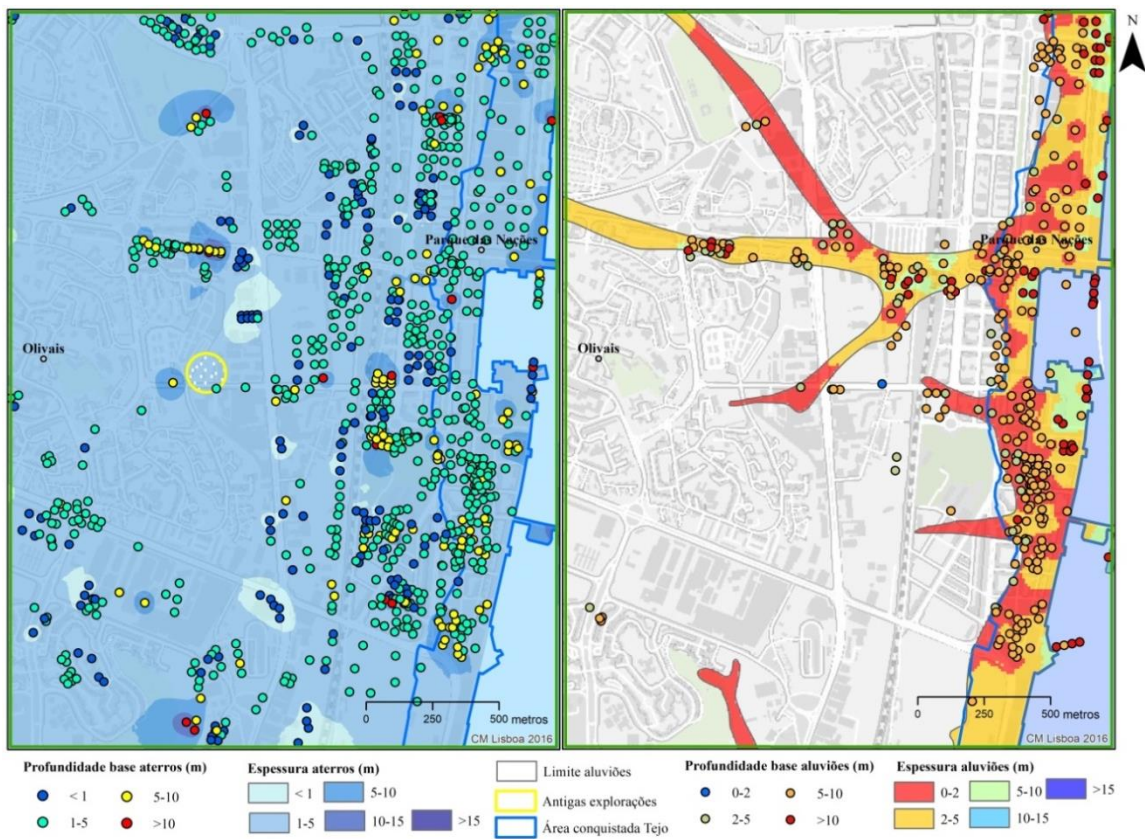 N
Parque das Nações
Olivais
0 250 500 metros
CM Lisboa 2016
Parque das Nações
Olivais
0 250 500 metros
CM Lisboa 2016
Profundidade base aterros (m)
< 1 5-10
1-5 >10
Espessura aterros (m)
< 1 5-10
1-5 10-15 >15
Limite aluviões
Antigas explorações
Área conquistada Tejo
Profundidade base aluviões (m)
0-2 5-10
2-5 >10
Espessura aluviões (m)
0-2 5-10 >15
2-5 10-15